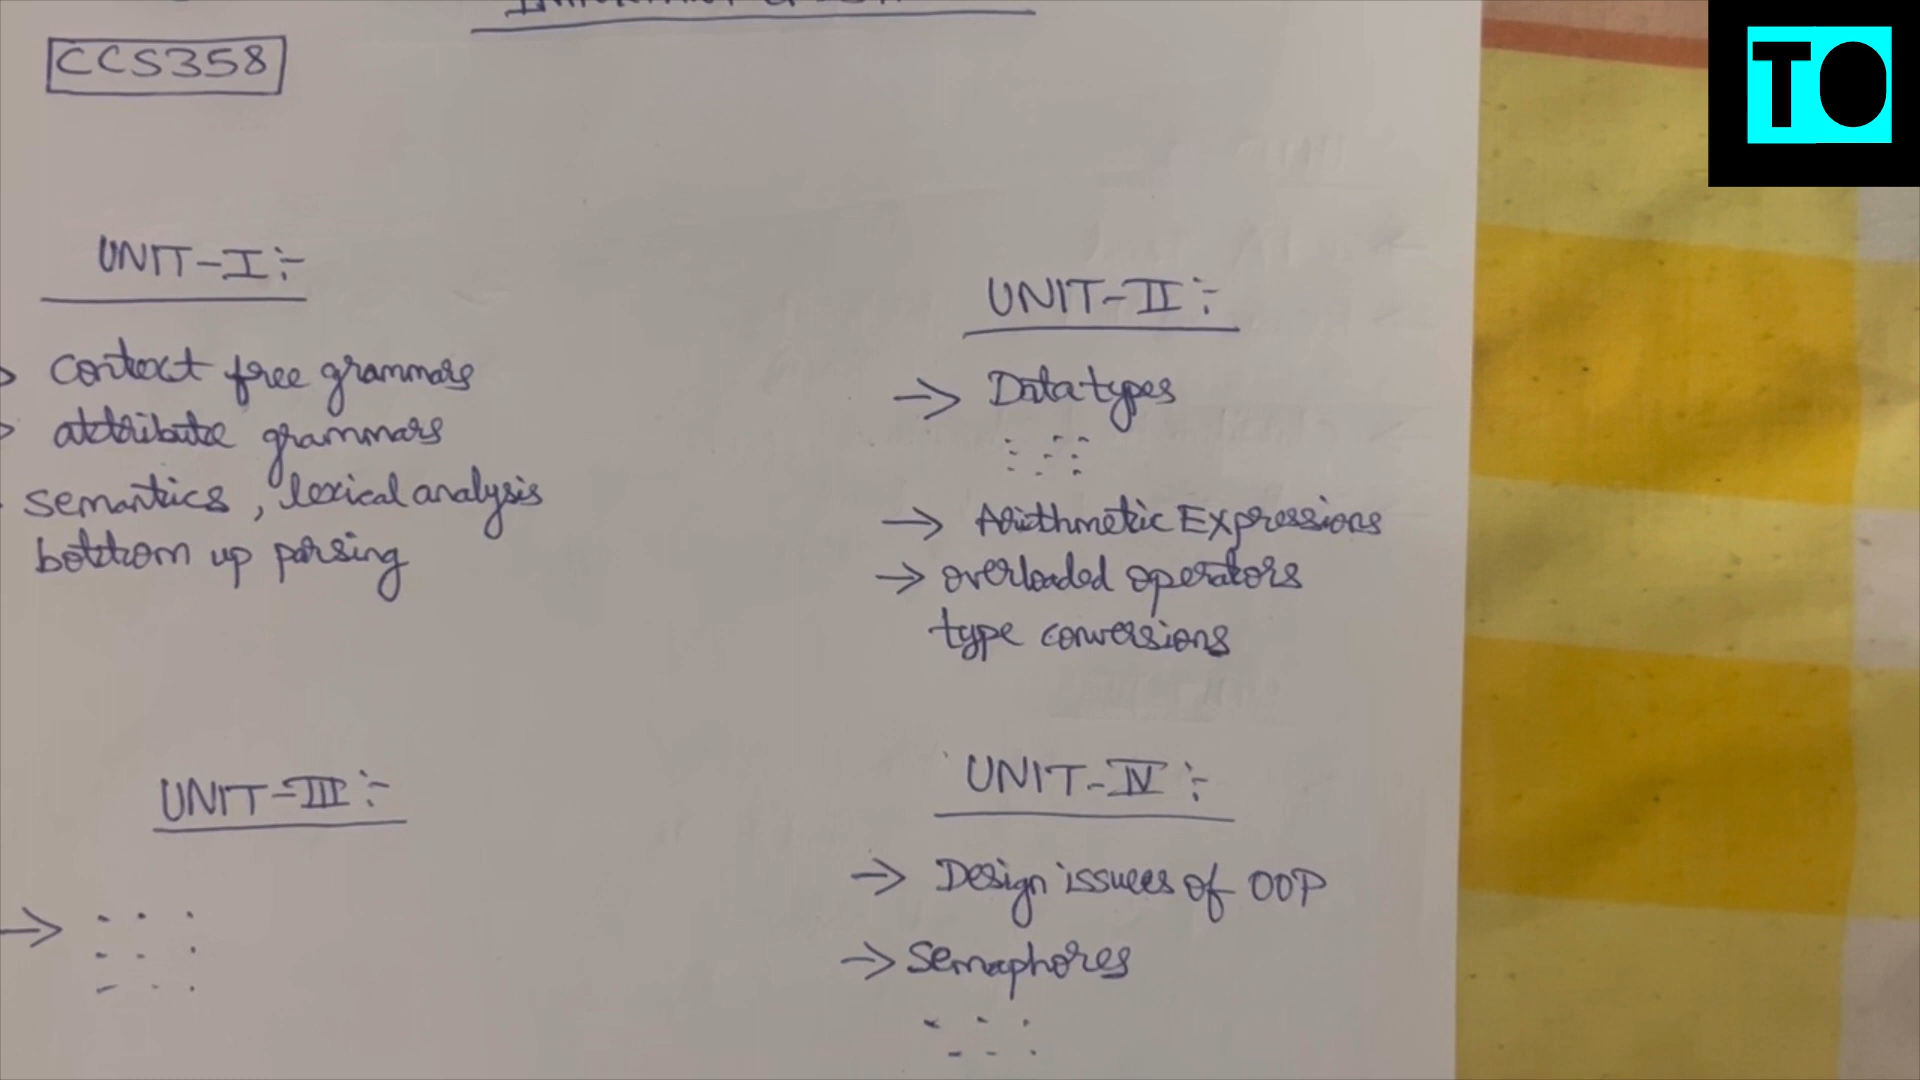 CCS358
UNIT-I:-
context free grammars
attribute grammars
semantics, lexical analysis
bottom up parsing
UNIT-II:-
→ Datatypes
→ Arithmetic Expressions
→ overloaded operators
type conversions
UNIT-III:-
UNIT-IV:-
→ Design issues of OOP
→ semaphores
TO